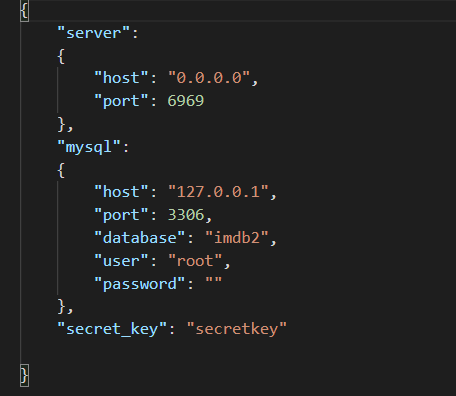 {
    "server":
    {
        "host": "0.0.0.0",
        "port": 6969
    },
    "mysql":
    {
        "host": "127.0.0.1",
        "port": 3306,
        "database": "imdb2",
        "user": "root",
        "password": ""
    },
    "secret_key": "secretkey"
}